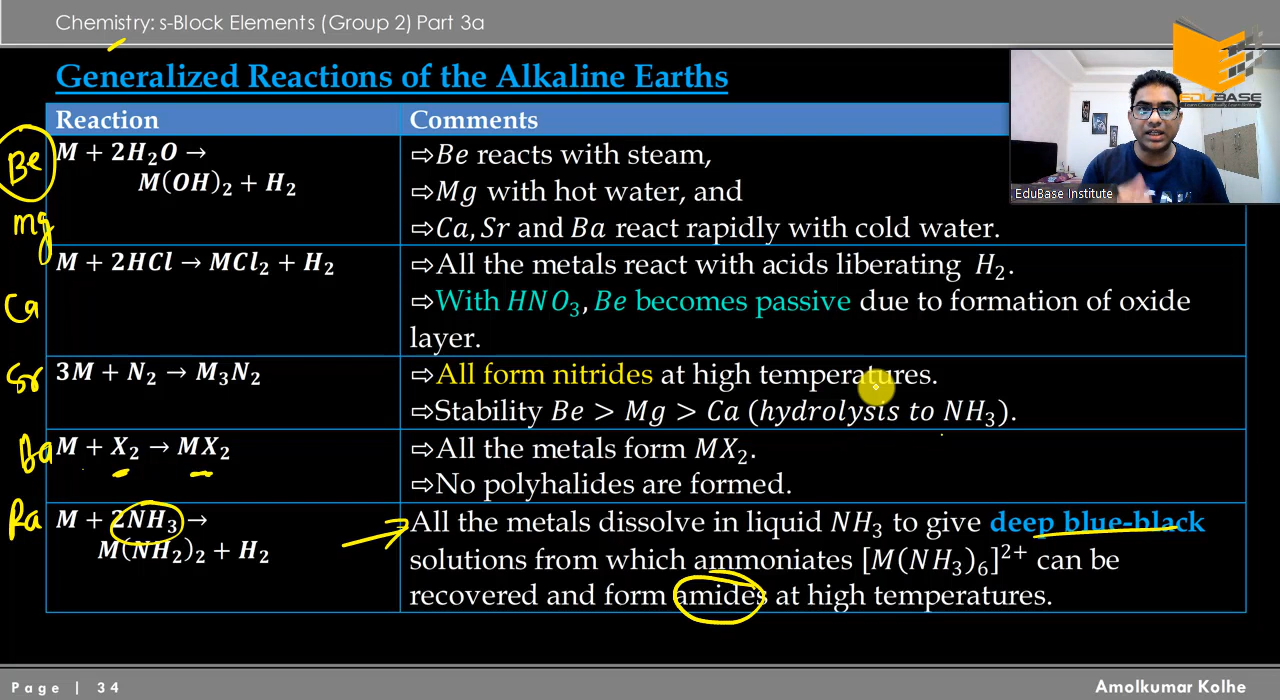 Chemistry: s-Block Elements (Group 2) Part 3a
EDUBASE
EduBase Institute
Generalized Reactions of the Alkaline Earths
Reaction
Comments
Be
M + 2H₂O →
M(OH)₂ + H₂
⇨Be reacts with steam,
⇨Mg with hot water, and
⇨Ca, Sr and Ba react rapidly with cold water.
mg
M + 2HCl → MCl₂ + H₂
⇨All the metals react with acids liberating H₂.
⇨With HNO₃, Be becomes passive due to formation of oxide
layer.
Ca
Sr
3M + N₂ → M₃N₂
⇨All form nitrides at high temperatures.
⇨Stability Be > Mg > Ca (hydrolysis to NH₃).
Ba
M + X₂ → MX₂
⇨All the metals form MX₂.
⇨No polyhalides are formed.
Ra
M + 2NH₃ →
M(NH₂)₂ + H₂
All the metals dissolve in liquid NH₃ to give deep blue-black
solutions from which ammoniates [M(NH₃)₆]²⁺ can be
recovered and form amides at high temperatures.
Page | 34
Amolkumar Kolhe